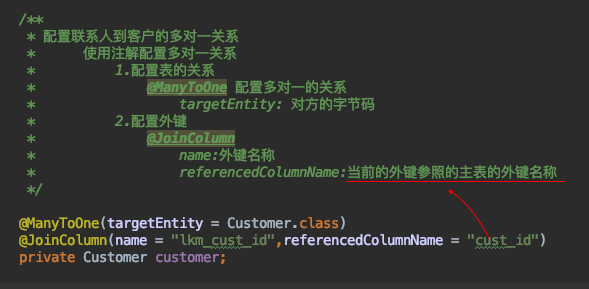 /**
* 配置联系人到客户的多对一关系
* 使用注解配置多对一关系
* 1.配置表的关系
* @ManyToOne 配置多对一的关系
* targetEntity: 对方的字节码
* 2.配置外键
* @JoinColumn
* name:外键名称
* referencedColumnName:当前的外键参照的主表的外键名称
*/
@ManyToOne(targetEntity = Customer.class)
@JoinColumn(name = "lkm_cust_id",referencedColumnName = "cust_id")
private Customer customer;